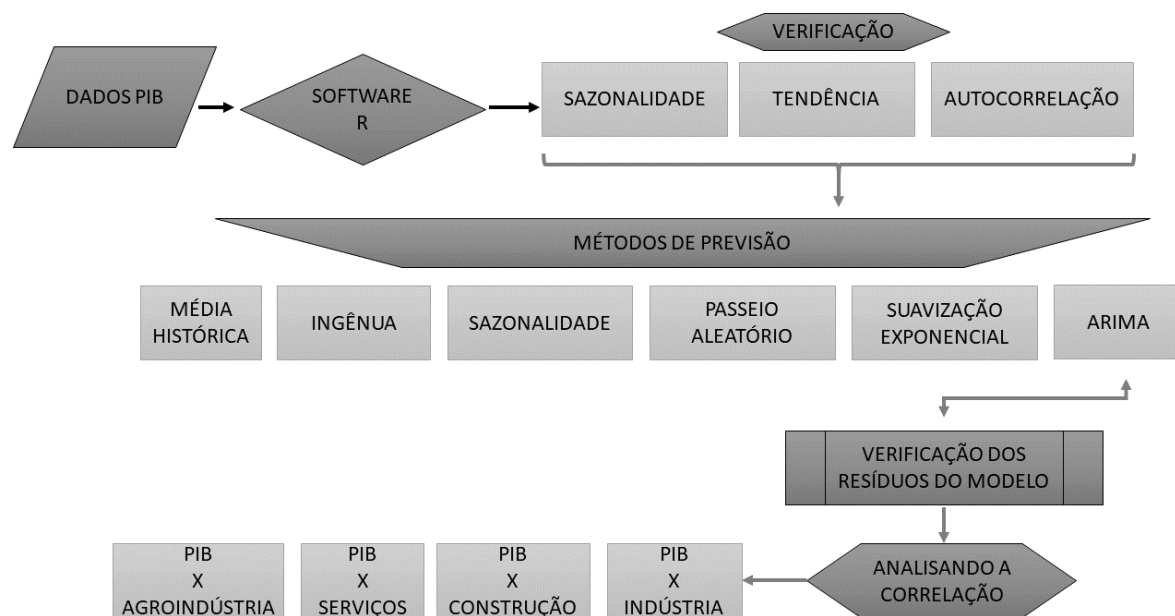 VERIFICAÇÃO
DADOS PIB
SOFTWARE
R
SAZONALIDADE
TENDÊNCIA
AUTOCORRELAÇÃO
MÉTODOS DE PREVISÃO
MÉDIA
HISTÓRICA
INGÊNUA
SAZONALIDADE
PASSEIO
ALEATÓRIO
SUAVIZAÇÃO
EXPONENCIAL
ARIMA
VERIFICAÇÃO DOS
RESÍDUOS DO MODELO
ANALISANDO A
CORRELAÇÃO
PIB
X
AGROINDÚSTRIA
PIB
X
SERVIÇOS
PIB
X
CONSTRUÇÃO
PIB
X
INDÚSTRIA